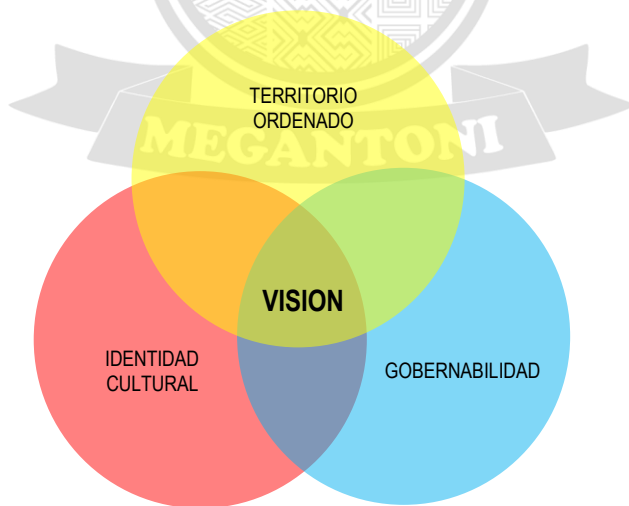 TERRITORIO
ORDENADO
MEGANTONI
VISION
IDENTIDAD
CULTURAL
GOBERNABILIDAD